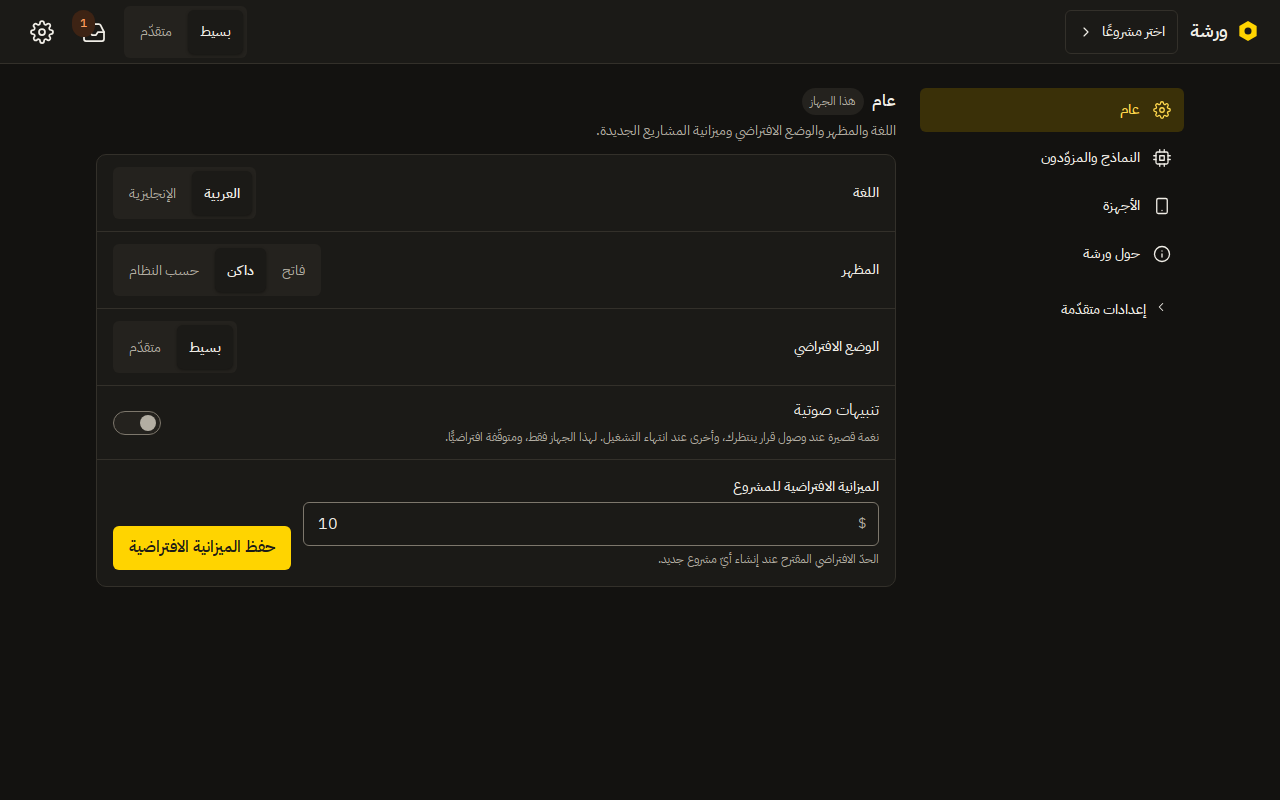 ورشة
اختر مشروعًا
بسيط
متقدّم
1
عام
النماذج والمزوّدون
الأجهزة
حول ورشة
إعدادات متقدّمة
عام
هذا الجهاز
اللغة والمظهر والوضع الافتراضي وميزانية المشاريع الجديدة.
اللغة
العربية
الإنجليزية
المظهر
فاتح
داكن
حسب النظام
الوضع الافتراضي
بسيط
متقدّم
تنبيهات صوتية
نغمة قصيرة عند وصول قرار ينتظرك، وأخرى عند انتهاء التشغيل. لهذا الجهاز فقط، ومتوقّفة افتراضيًّا.
الميزانية الافتراضية للمشروع
$
10
حفظ الميزانية الافتراضية
الحدّ الافتراضي المقترح عند إنشاء أيّ مشروع جديد.